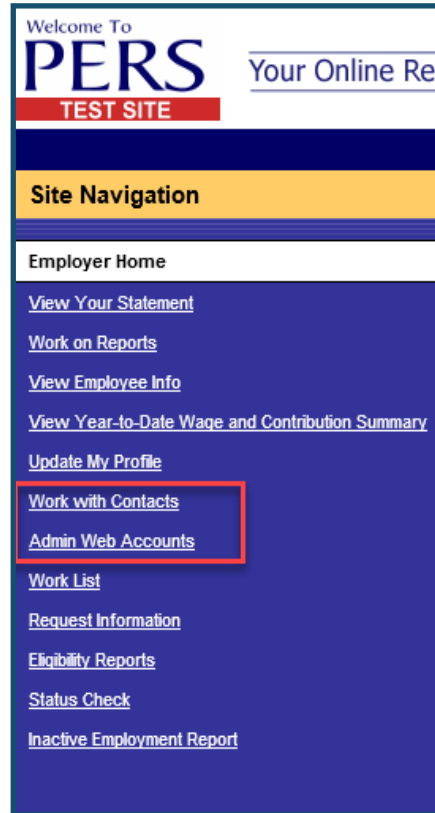 Welcome To
PERS
TEST SITE
Your Online Re
Site Navigation
Employer Home
View Your Statement
Work on Reports
View Employee Info
View Year-to-Date Wage and Contribution Summary
Update My Profile
Work with Contacts
Admin Web Accounts
Work List
Request Information
Eligibility Reports
Status Check
Inactive Employment Report